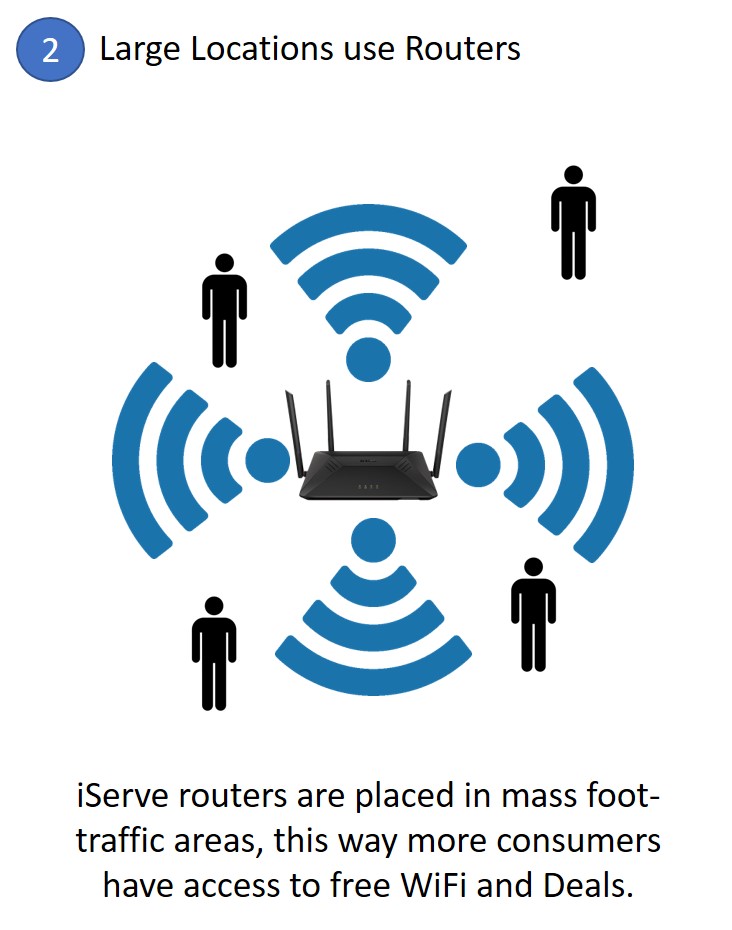 2
Large Locations use Routers
iServe routers are placed in mass foot-
traffic areas, this way more consumers
have access to free WiFi and Deals.